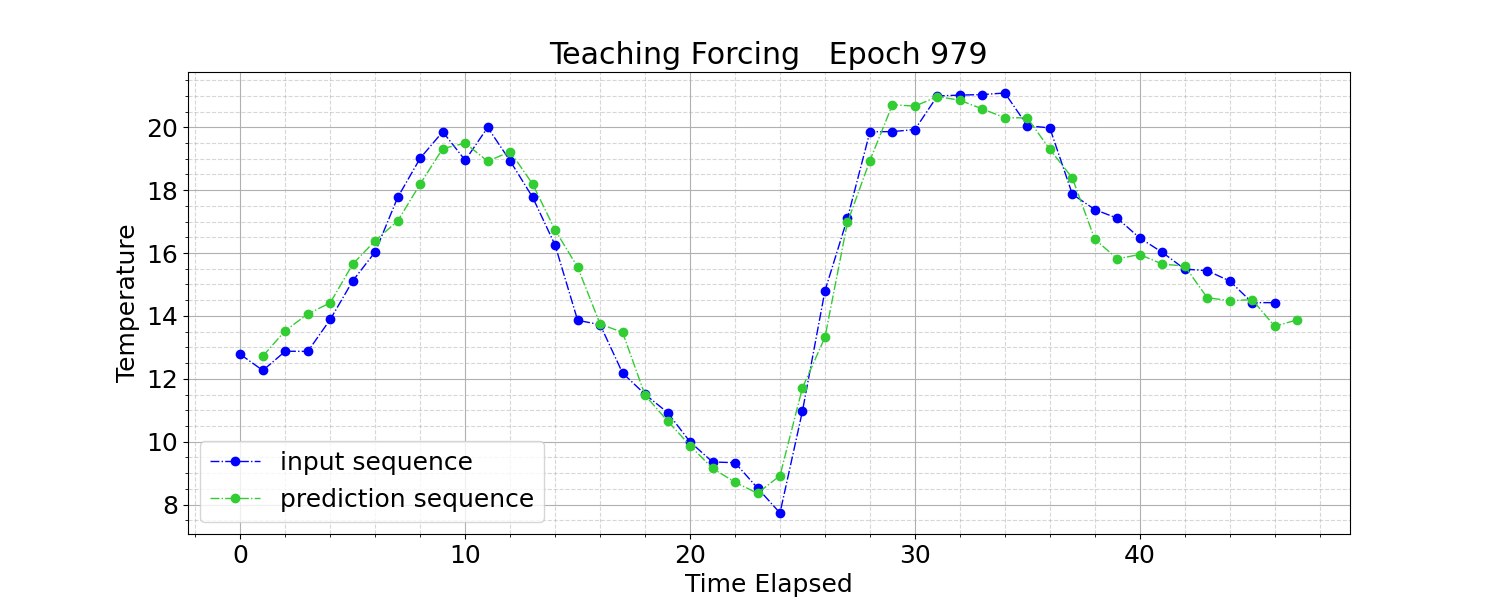 Teaching Forcing   Epoch 979
Temperature
20
18
16
14
12
10
8
input sequence
prediction sequence
0 10 20 30 40
Time Elapsed